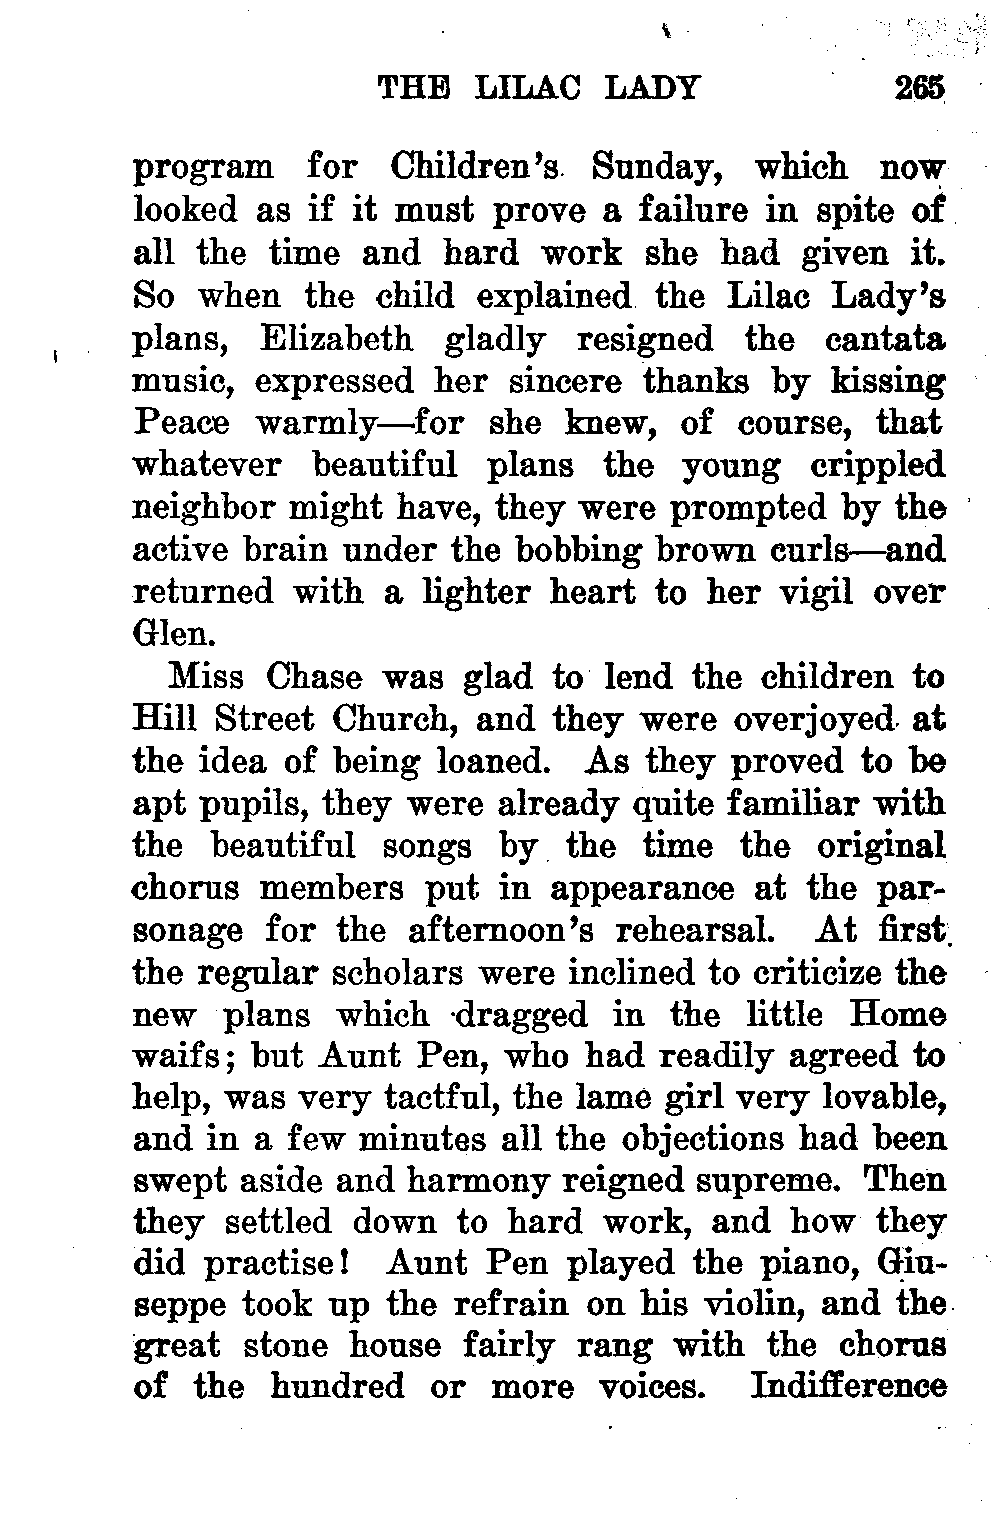 THE LILAC LADY 265
program for Children's Sunday, which now
looked as if it must prove a failure in spite of
all the time and hard work she had given it.
So when the child explained the Lilac Lady's
plans, Elizabeth gladly resigned the cantata
music, expressed her sincere thanks by kissing
Peace warmly—for she knew, of course, that
whatever beautiful plans the young crippled
neighbor might have, they were prompted by the
active brain under the bobbing brown curls—and
returned with a lighter heart to her vigil over
Glen.
Miss Chase was glad to lend the children to
Hill Street Church, and they were overjoyed at
the idea of being loaned. As they proved to be
apt pupils, they were already quite familiar with
the beautiful songs by the time the original
chorus members put in appearance at the par-
sonage for the afternoon's rehearsal. At first
the regular scholars were inclined to criticize the
new plans which dragged in the little Home
waifs; but Aunt Pen, who had readily agreed to
help, was very tactful, the lame girl very lovable,
and in a few minutes all the objections had been
swept aside and harmony reigned supreme. Then
they settled down to hard work, and how they
did practise! Aunt Pen played the piano, Giu-
seppe took up the refrain on his violin, and the
great stone house fairly rang with the chorus
of the hundred or more voices. Indifference